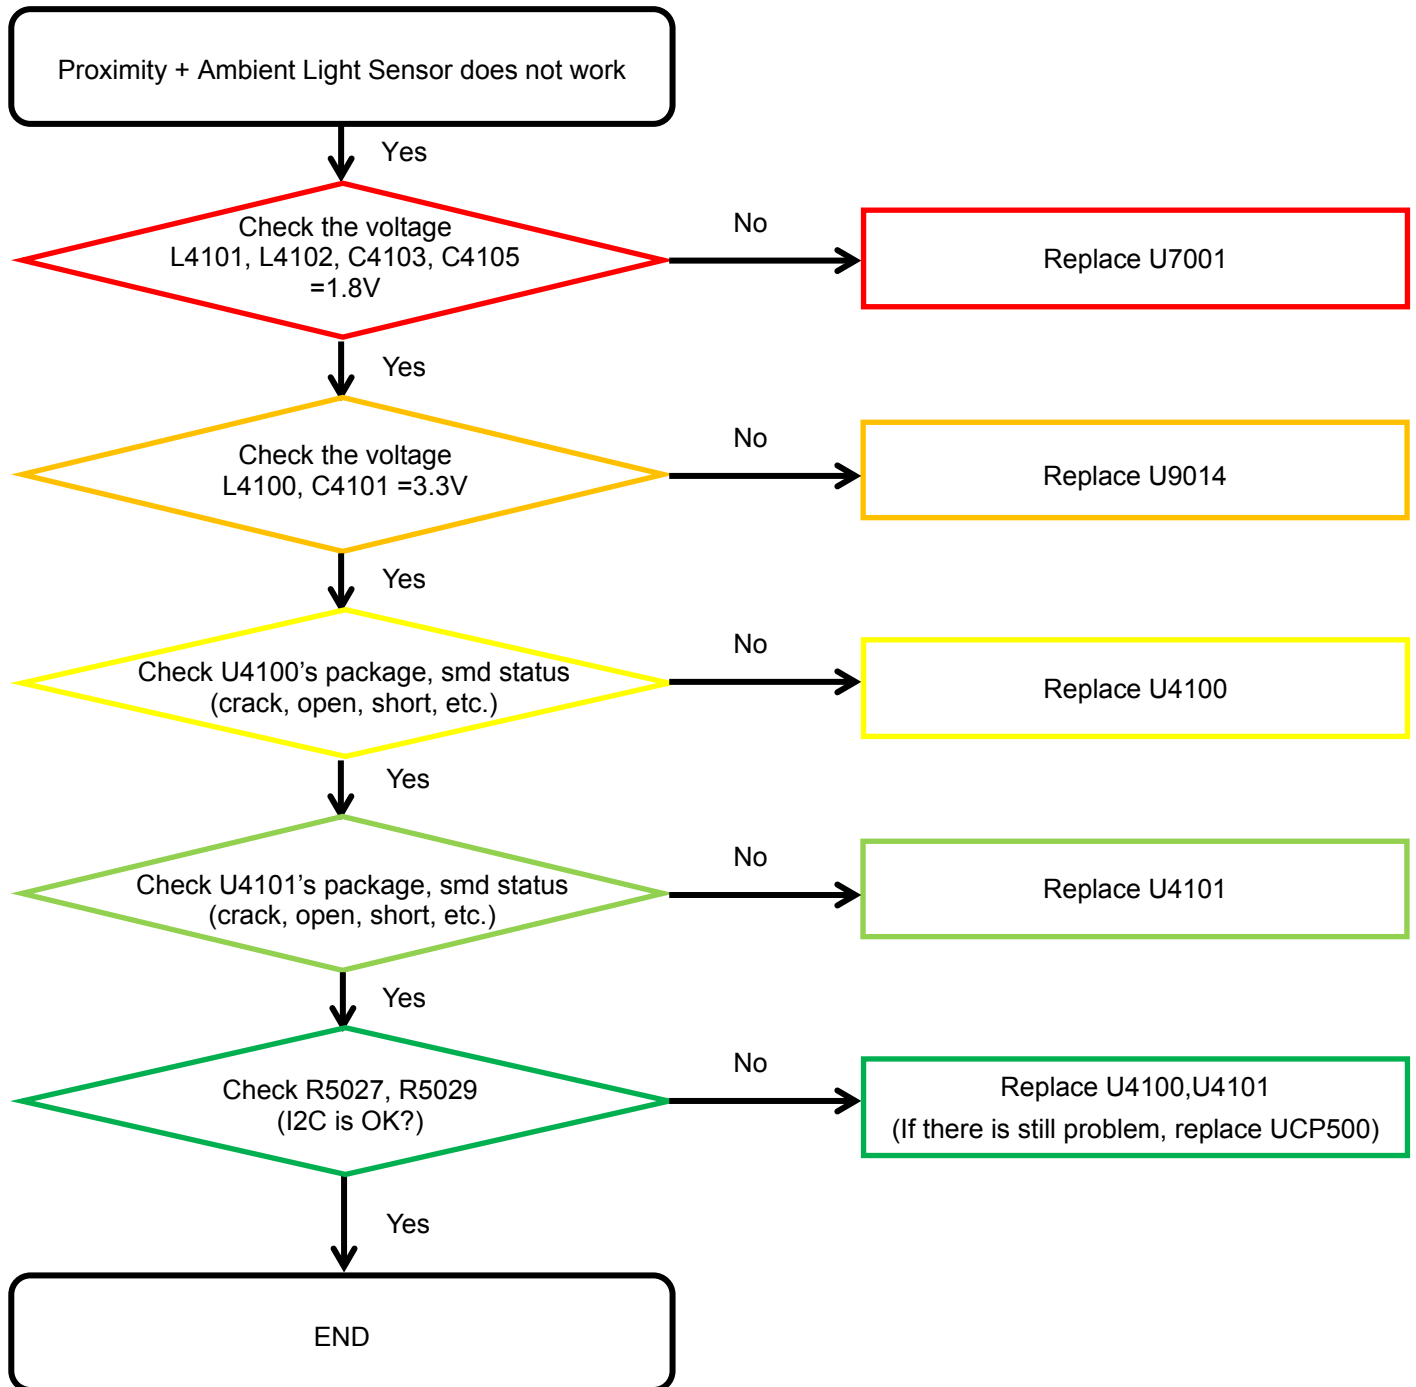 Proximity + Ambient Light Sensor does not work
Yes
Check the voltage
L4101, L4102, C4103, C4105
=1.8V
No
Replace U7001
Yes
Check the voltage
L4100, C4101 =3.3V
No
Replace U9014
Yes
Check U4100’s package, smd status
(crack, open, short, etc.)
No
Replace U4100
Yes
Check U4101’s package, smd status
(crack, open, short, etc.)
No
Replace U4101
Yes
Check R5027, R5029
(I2C is OK?)
No
Replace U4100,U4101
(If there is still problem, replace UCP500)
Yes
END